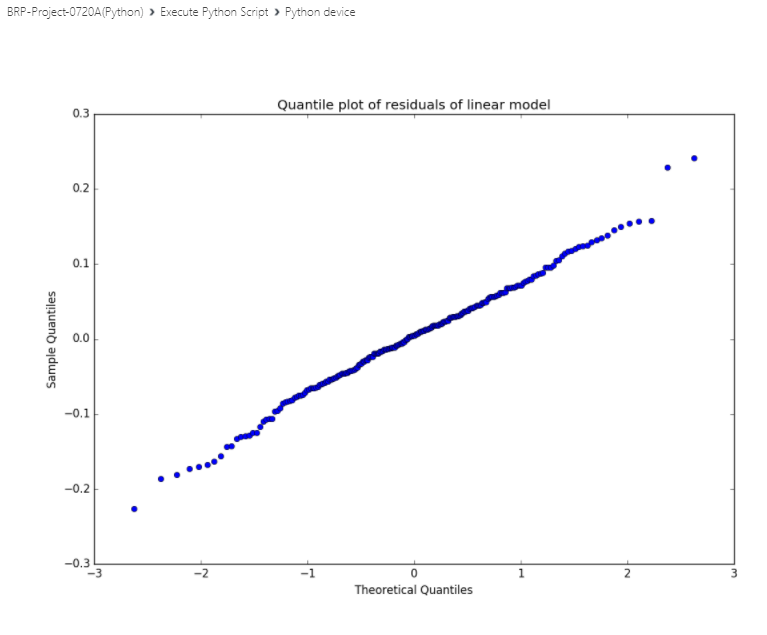 BRP-Project-0720A(Python) › Execute Python Script › Python device
Quantile plot of residuals of linear model
0.3
0.2
0.1
0.0
−0.1
−0.2
−0.3
Sample Quantiles
−3 −2 −1 0 1 2 3
Theoretical Quantiles